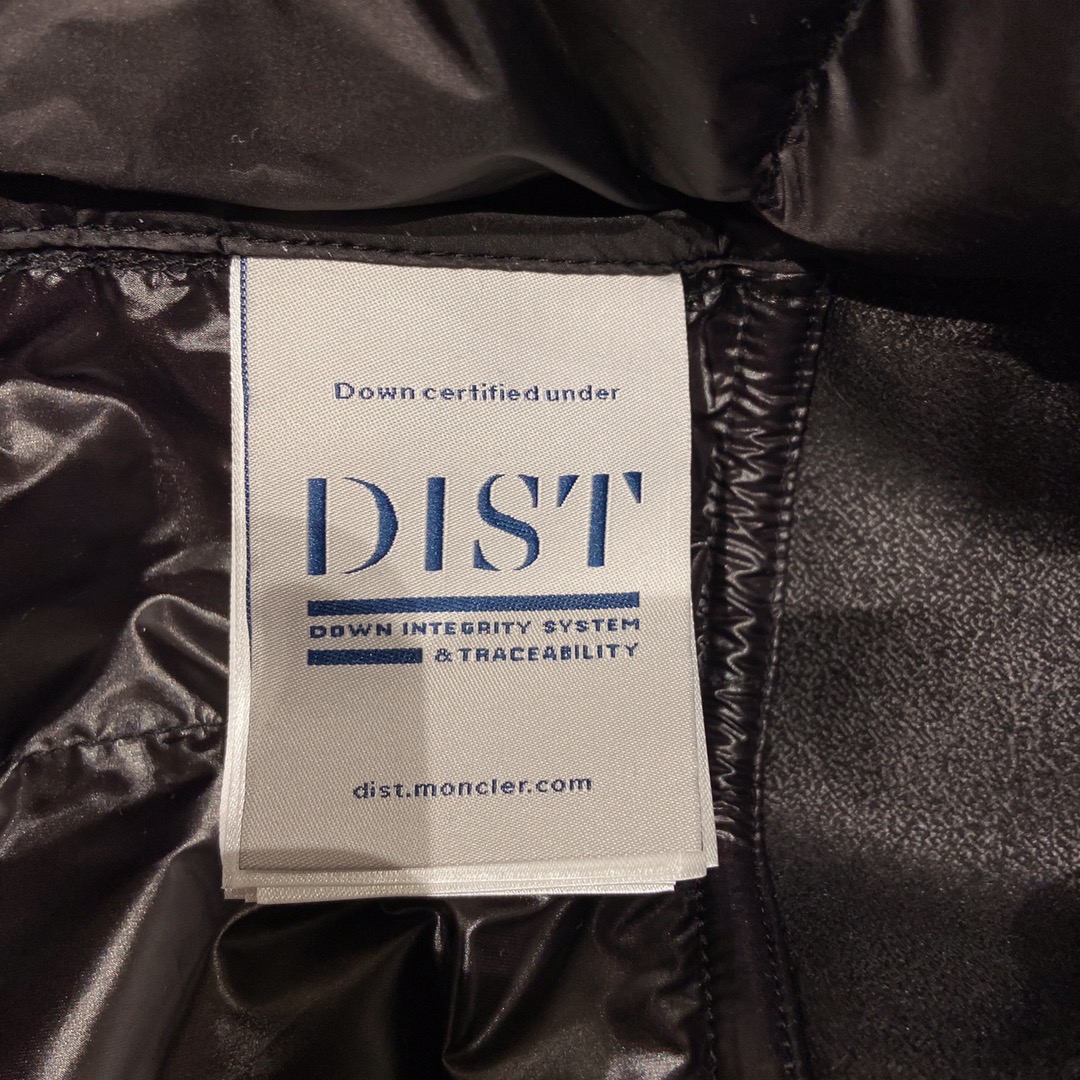 Down certified under
DIST
DOWN INTEGRITY SYSTEM
& TRACEABILITY
dist.moncler.com